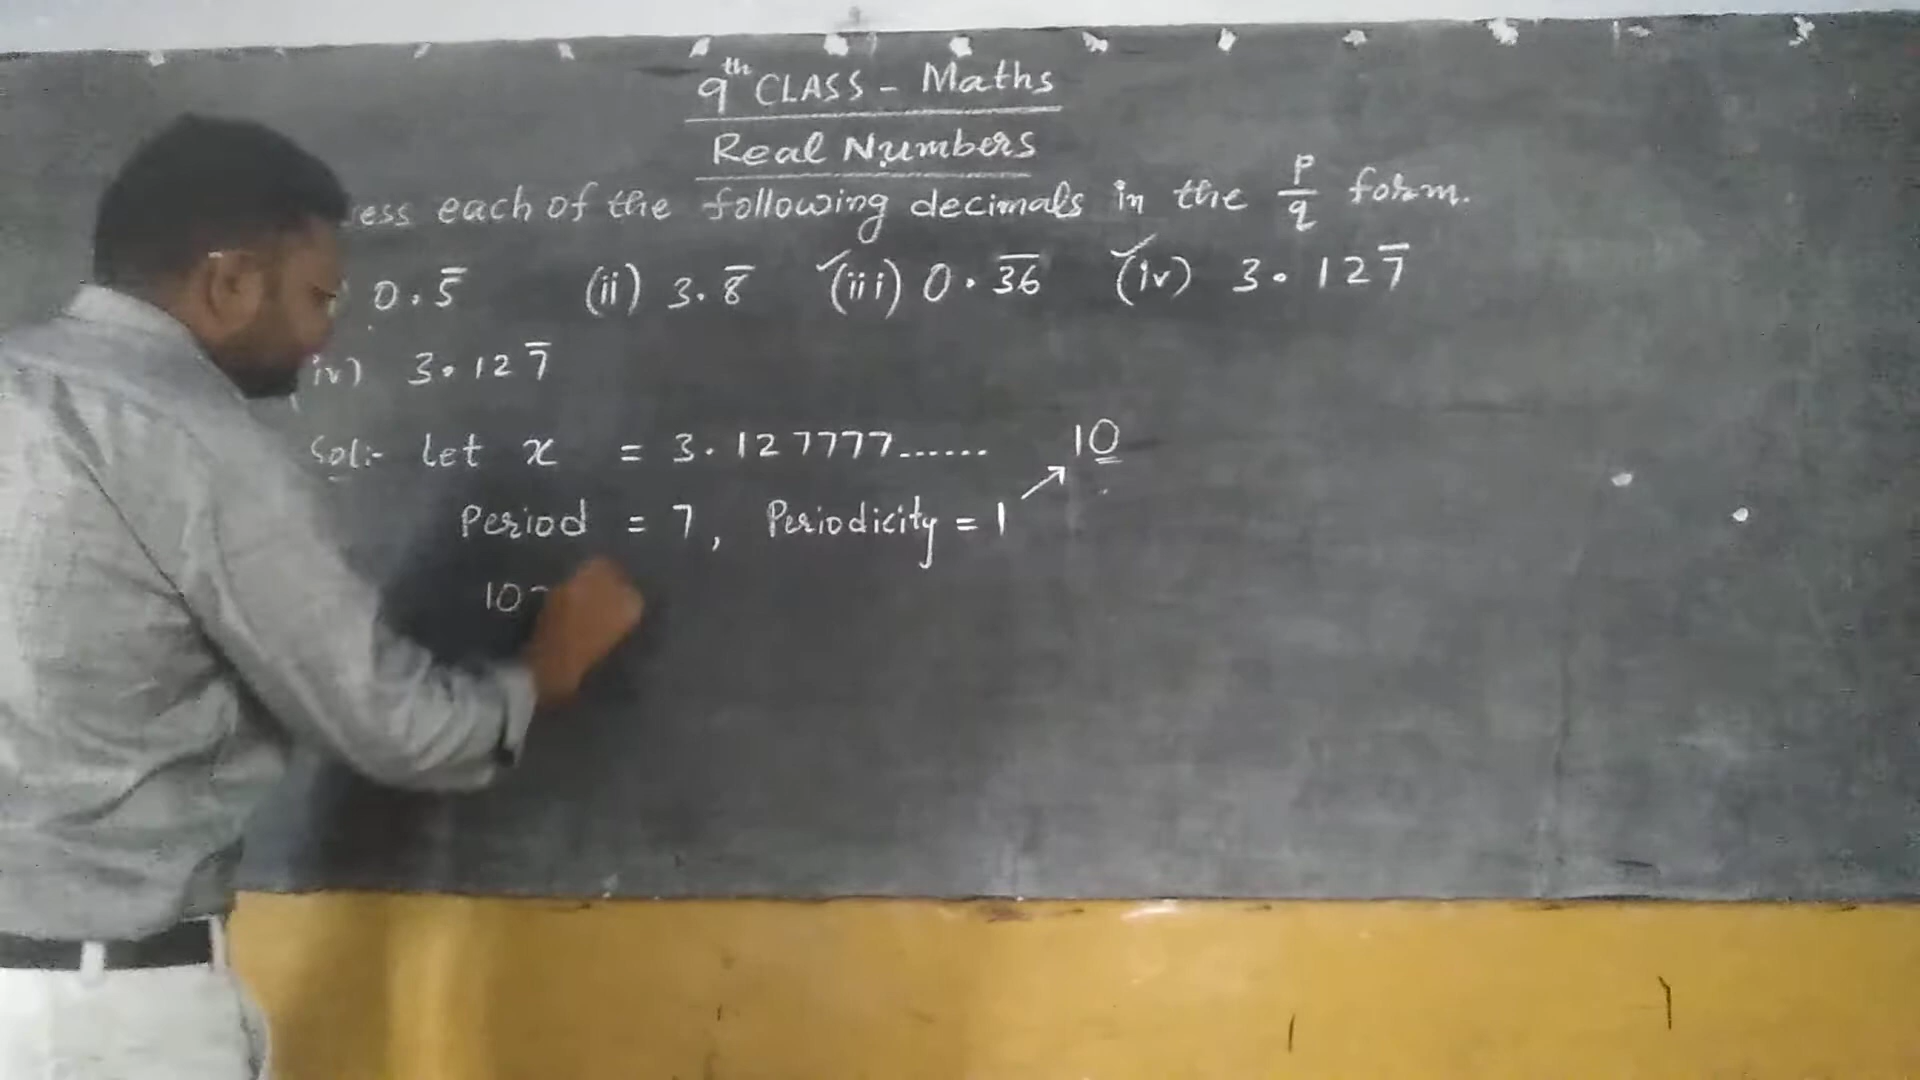 9th CLASS - Maths
Real Numbers
ress each of the following decimals in the p/q form.
0.5̅ (ii) 3.8̅ (iii) 0.3̅6̅ (iv) 3.127̅
iv) 3.127̅
Sol:- Let x = 3.127777...... 10
Period = 7, Periodicity = 1
10